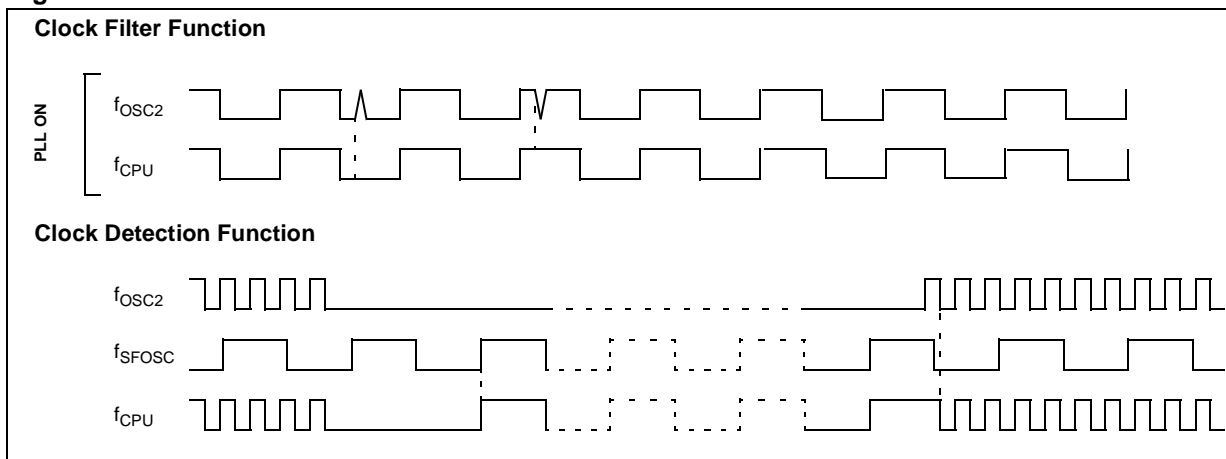 Clock Filter Function
PLL ON
fOSC2
fCPU
Clock Detection Function
fOSC2
fSFOSC
fCPU